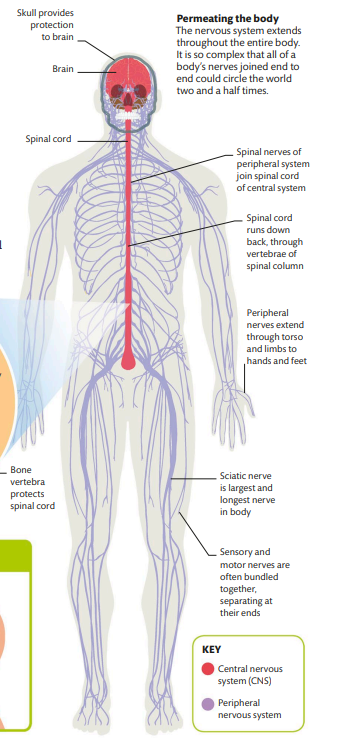 Skull provides
protection
to brain
Permeating the body
The nervous system extends
throughout the entire body.
It is so complex that all of a
body's nerves joined end to
end could circle the world
two and a half times.
Brain
Spinal cord
Spinal nerves of
peripheral system
join spinal cord
of central system
Spinal cord
runs down
back, through
vertebrae of
spinal column
Peripheral
nerves extend
through torso
and limbs to
hands and feet
Bone
vertebra
protects
spinal cord
Sciatic nerve
is largest and
longest nerve
in body
Sensory and
motor nerves are
often bundled
together,
separating at
their ends
KEY
Central nervous
system (CNS)
Peripheral
nervous system